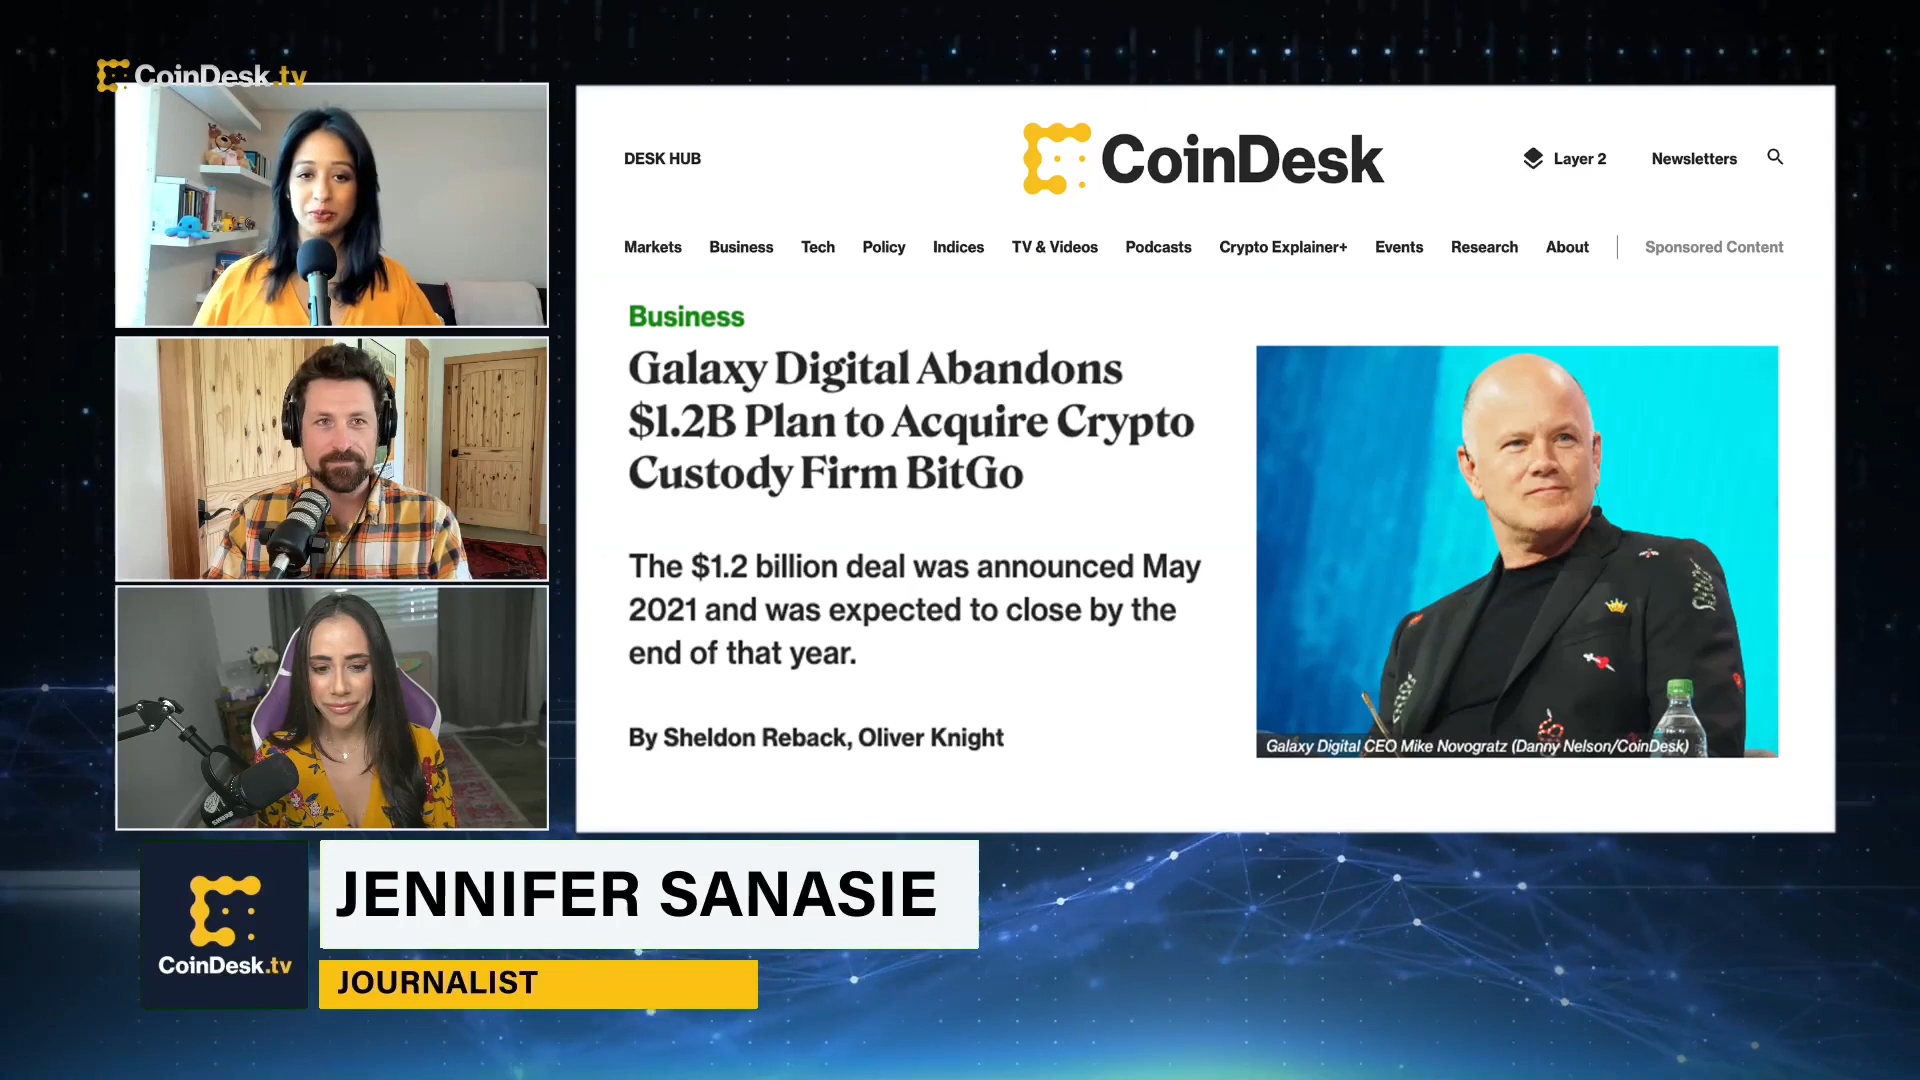 CoinDesk.tv
DESK HUB
CoinDesk
Layer 2
Newsletters
Markets Business Tech Policy Indices TV & Videos Podcasts Crypto Explainer+ Events Research About Sponsored Content
Business
Galaxy Digital Abandons
$1.2B Plan to Acquire Crypto
Custody Firm BitGo
The $1.2 billion deal was announced May
2021 and was expected to close by the
end of that year.
By Sheldon Reback, Oliver Knight
Galaxy Digital CEO Mike Novogratz (Danny Nelson/CoinDesk)
SHURE
CoinDesk.tv
JENNIFER SANASIE
JOURNALIST